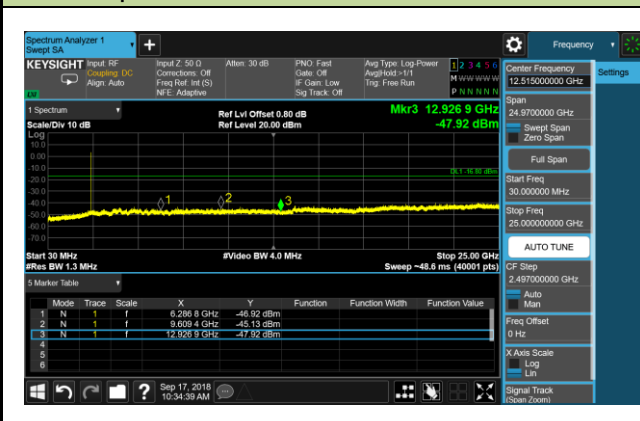 Spectrum Analyzer 1
Swept SA
Frequency
KEYSIGHT
Input: RF
Coupling: DC
Align: Auto
Input Z: 50 Ω
Corrections: Off
Freq Ref: Int (S)
NFE: Adaptive
Atten: 30 dB
PNO: Fast
Gate: Off
IF Gain: Low
Sig Track: Off
Avg Type: Log-Power
Avg|Hold:>1/1
Trig: Free Run
1 2 3 4 5 6
M W W W W W
P N N N N N
1 Spectrum
Scale/Div 10 dB
Ref Lvl Offset 0.80 dB
Ref Level 20.00 dBm
Mkr3 12.926 9 GHz
-47.92 dBm
Log
10.0
0.00
-10.0
-20.0
-30.0
-40.0
-50.0
-60.0
-70.0
1
2
3
Start 30 MHz
#Res BW 1.3 MHz
#Video BW 4.0 MHz
Stop 25.00 GHz
Sweep ~48.6 ms (40001 pts)
5 Marker Table
Mode Trace Scale X Y Function Function Width Function Value
1 N 1 f 6.286 8 GHz -46.92 dBm
2 N 1 f 9.609 4 GHz -45.13 dBm
3 N 1 f 12.926 9 GHz -47.92 dBm
4
5
6
Sep 17, 2018
10:34:39 AM
Center Frequency
12.515000000 GHz
Settings
Span
24.9700000 GHz
Swept Span
Zero Span
Full Span
Start Freq
30.000000 MHz
Stop Freq
25.00000000 GHz
AUTO TUNE
CF Step
2.497000000 GHz
Auto
Man
Freq Offset
0 Hz
X Axis Scale
Log
Lin
Signal Track
(Span Zoom)